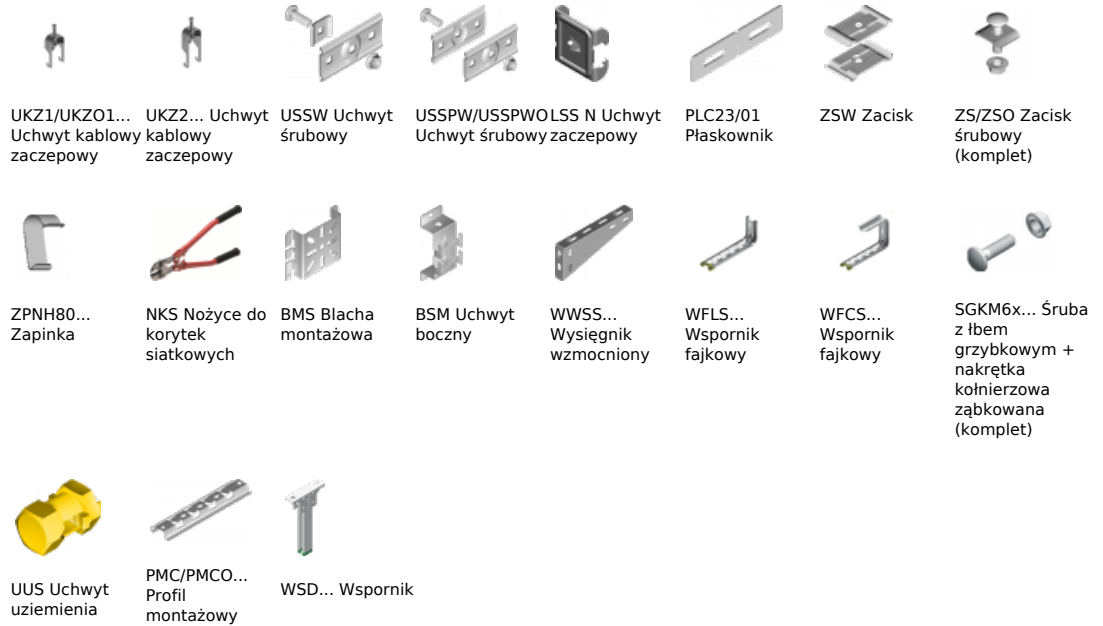 UKZ1/UKZO1...
Uchwyt kablowy
zaczepowy
UKZ2... Uchwyt
kablowy
zaczepowy
USSW Uchwyt
śrubowy
USSPW/USSPWO
Uchwyt śrubowy
LSS N Uchwyt
zaczepowy
PLC23/01
Płaskownik
ZSW Zacisk
ZS/ZSO Zacisk
śrubowy
(komplet)
ZPNH80...
Zapinka
NKS Nożyce do
korytek
siatkowych
BMS Blacha
montażowa
BSM Uchwyt
boczny
WWSS...
Wysięgnik
wzmocniony
WFLS...
Wspornik
fajkowy
WFCS...
Wspornik
fajkowy
SGKM6x... Śruba
z łbem
grzybkowym +
nakrętka
kołnierzowa
ząbkowana
(komplet)
UUS Uchwyt
uziemienia
PMC/PMCO...
Profil
montażowy
WSD... Wspornik